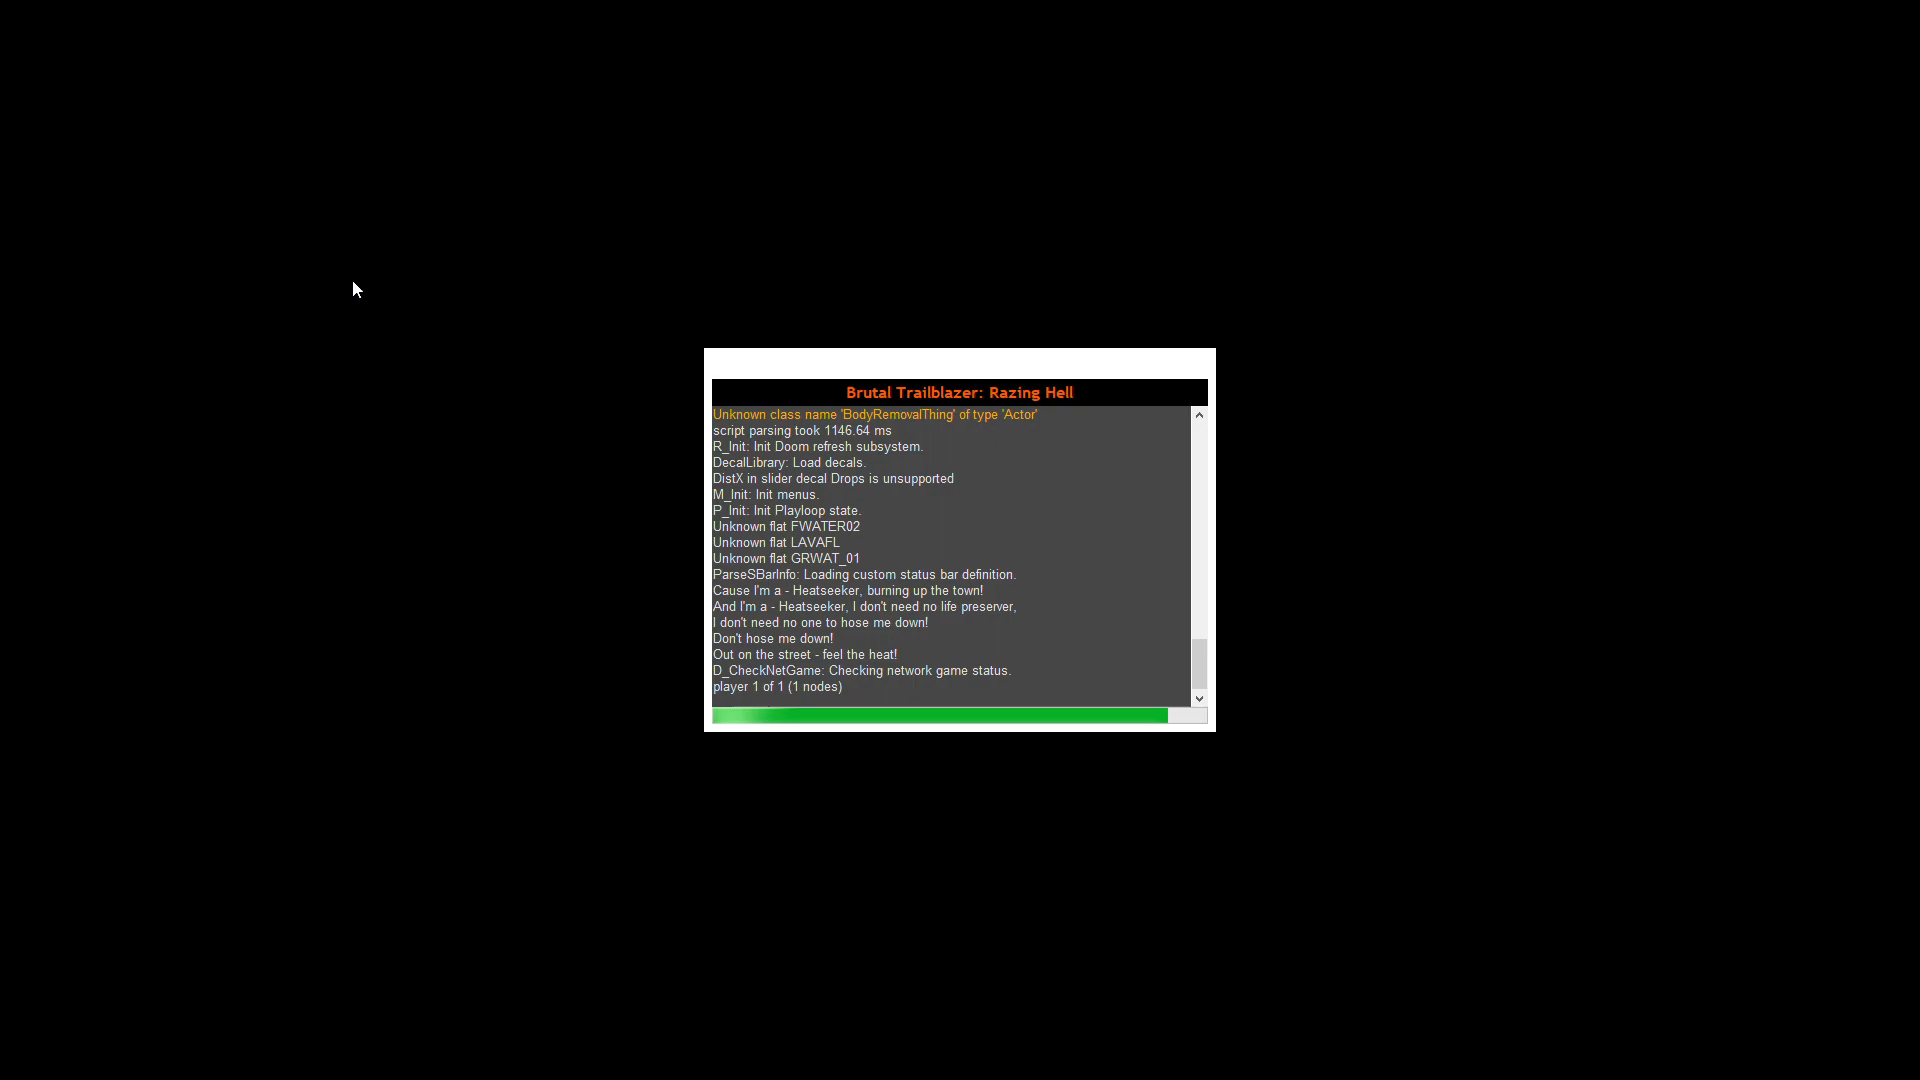 Brutal Trailblazer: Razing Hell
Unknown class name 'BodyRemovalThing' of type 'Actor'
script parsing took 1146.64 ms
R_Init: Init Doom refresh subsystem.
DecalLibrary: Load decals.
DistX in slider decal Drops is unsupported
M_Init: Init menus.
P_Init: Init Playloop state.
Unknown flat FWATER02
Unknown flat LAVAFL
Unknown flat GRWAT_01
ParseSBarInfo: Loading custom status bar definition.
Cause I'm a - Heatseeker, burning up the town!
And I'm a - Heatseeker, I don't need no life preserver,
I don't need no one to hose me down!
Don't hose me down!
Out on the street - feel the heat!
D_CheckNetGame: Checking network game status.
player 1 of 1 (1 nodes)